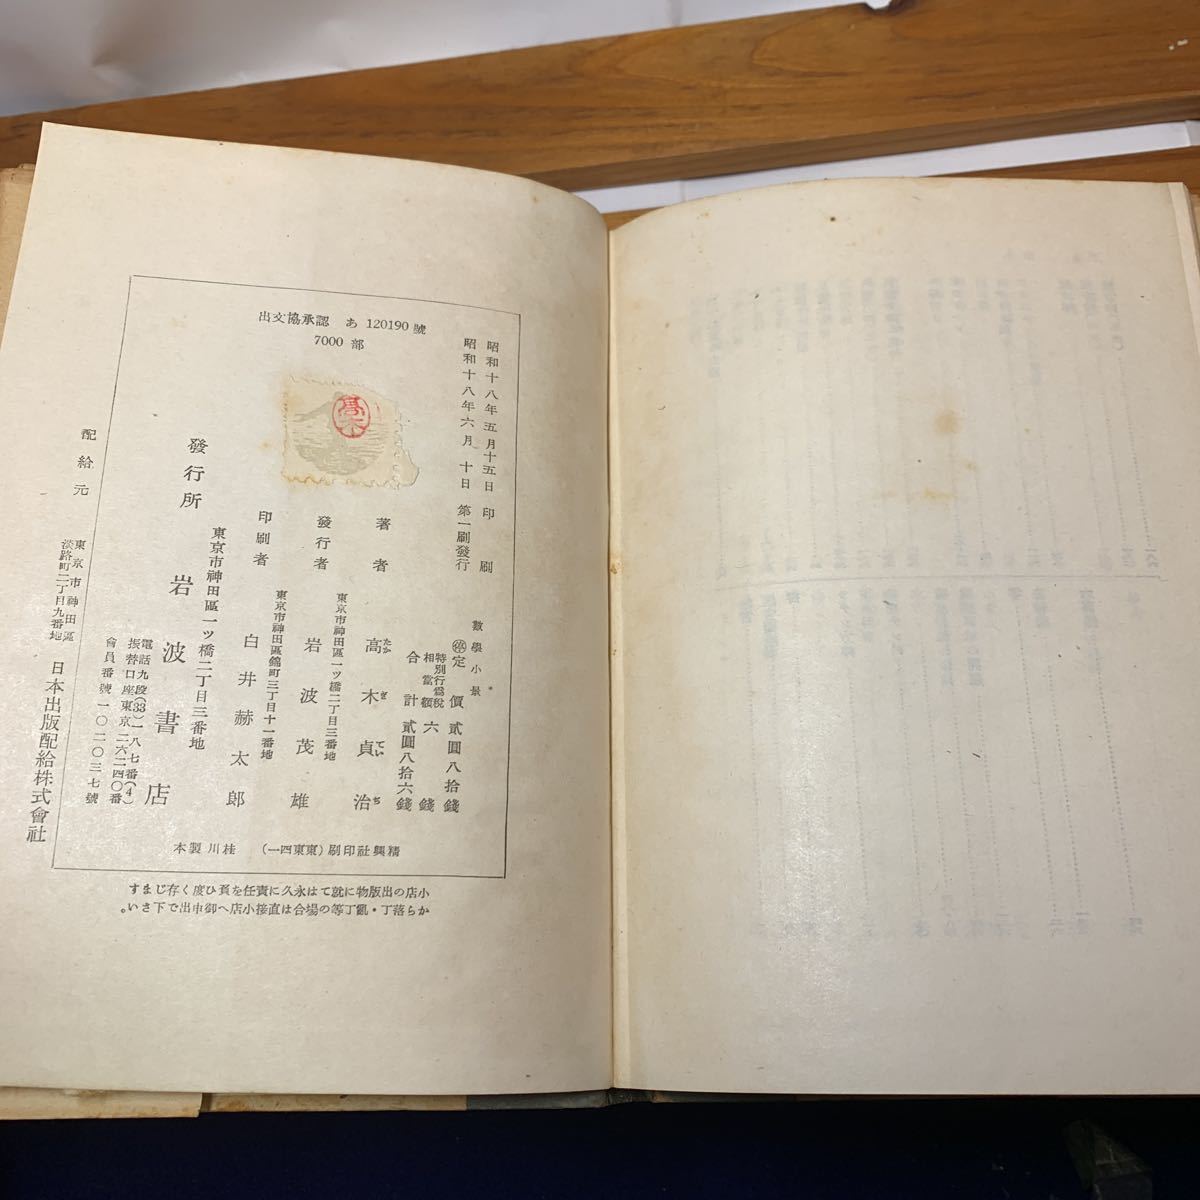 出文協承認 あ 120190 號
7000 部
昭和十八年五月十五日 印刷
昭和十八年六月 十日 第一刷發行
數學小景
㊞定價 貳圓八拾錢
特別行爲稅相當額 六錢
合計 貳圓八拾六錢
著者 高木貞治
たか ぎ てい ぢ
東京市神田區一ツ橋二丁目三番地
發行者 岩波茂雄
東京市神田區錦町三丁目十一番地
印刷者 白井赫太郎
東京市神田區一ツ橋二丁目三番地
發行所 岩波書店
電話九段(33)一八七番(4)
振替口座東京二六二四〇番
會員番號一〇二〇三七號
精興社印刷(東東四一) 桂川製本
配給元 東京市神田區淡路町二丁目九番地 日本出版配給株式會社
小店の出版物に就ては永久に責任を負ひ度く存じます
から落丁・亂丁等の場合は直接小店へ御申出で下さい。
高木